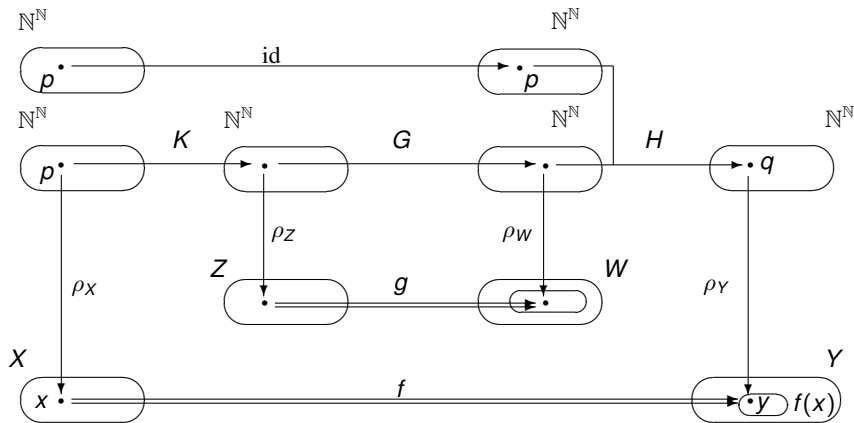 ℕ^ℕ ℕ^ℕ
id
p p
ℕ^ℕ ℕ^ℕ ℕ^ℕ ℕ^ℕ
K G H
p q
ρ_X ρ_Z ρ_W ρ_Y
Z g W
X f Y
x y f(x)